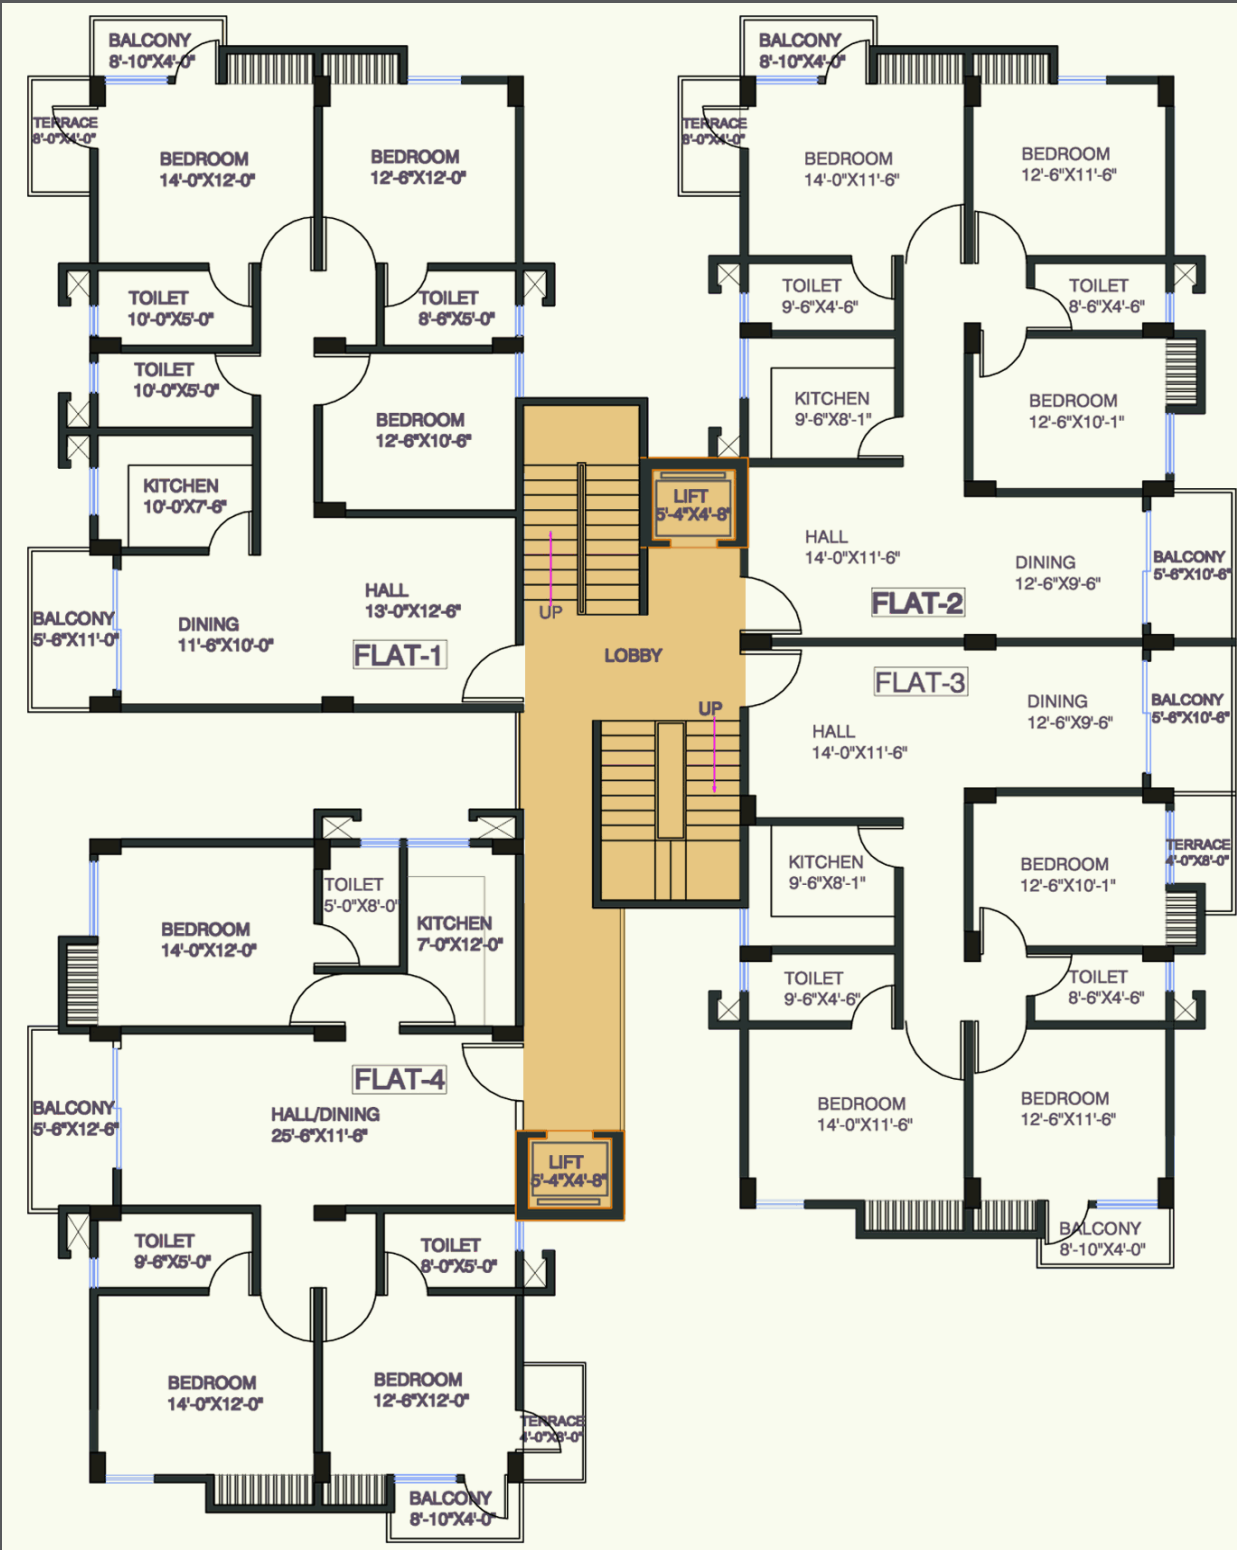 BALCONY
8'-10"X4'-0"
TERRACE
8'-0"X4'-0"
BEDROOM
14'-0"X12'-0"
BEDROOM
12'-6"X12'-0"
TOILET
10'-0"X5'-0"
TOILET
8'-6"X5'-0"
TOILET
10'-0"X5'-0"
BEDROOM
12'-6"X10'-6"
KITCHEN
10'-0"X7'-6"
HALL
13'-0"X12'-6"
BALCONY
5'-6"X11'-0"
DINING
11'-6"X10'-0"
FLAT-1
BALCONY
8'-10"X4'-0"
TERRACE
8'-0"X4'-0"
BEDROOM
14'-0"X11'-6"
BEDROOM
12'-6"X11'-6"
TOILET
9'-6"X4'-6"
TOILET
8'-6"X4'-6"
KITCHEN
9'-6"X8'-1"
BEDROOM
12'-6"X10'-1"
HALL
14'-0"X11'-6"
DINING
12'-6"X9'-6"
BALCONY
5'-6"X10'-6"
FLAT-2
LIFT
5'-4"X4'-8"
UP
LOBBY
UP
FLAT-3
DINING
12'-6"X9'-6"
BALCONY
5'-6"X10'-6"
HALL
14'-0"X11'-6"
KITCHEN
9'-6"X8'-1"
BEDROOM
12'-6"X10'-1"
TERRACE
4'-0"X8'-0"
TOILET
9'-6"X4'-6"
TOILET
8'-6"X4'-6"
BEDROOM
14'-0"X11'-6"
BEDROOM
12'-6"X11'-6"
BALCONY
8'-10"X4'-0"
TOILET
5'-0"X8'-0"
BEDROOM
14'-0"X12'-0"
KITCHEN
7'-0"X12'-0"
FLAT-4
BALCONY
5'-6"X12'-6"
HALL/DINING
25'-6"X11'-6"
LIFT
5'-4"X4'-8"
TOILET
9'-6"X5'-0"
TOILET
8'-0"X5'-0"
BEDROOM
14'-0"X12'-0"
BEDROOM
12'-6"X12'-0"
TERRACE
4'-0"X8'-0"
BALCONY
8'-10"X4'-0"